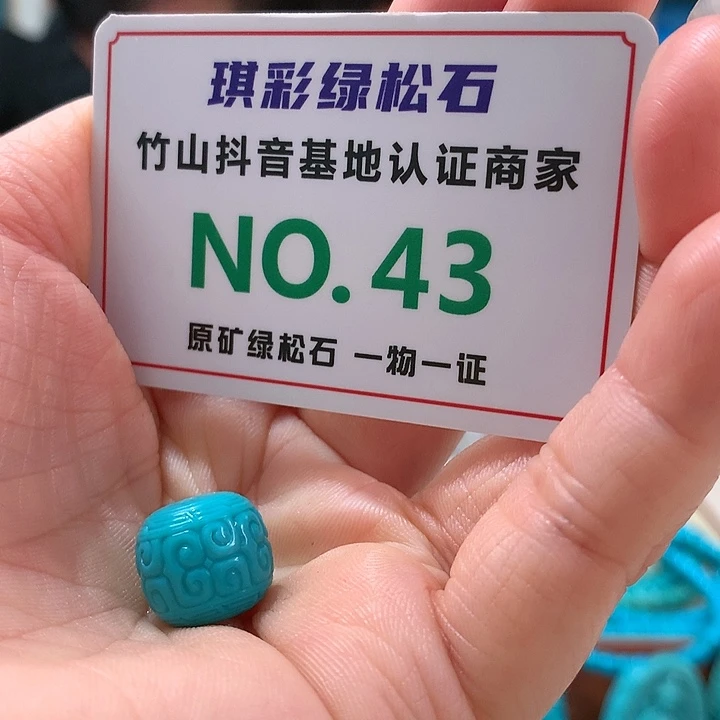 琪彩绿松石
竹山抖音基地认证商家
NO. 43
原矿绿松石 一物一证